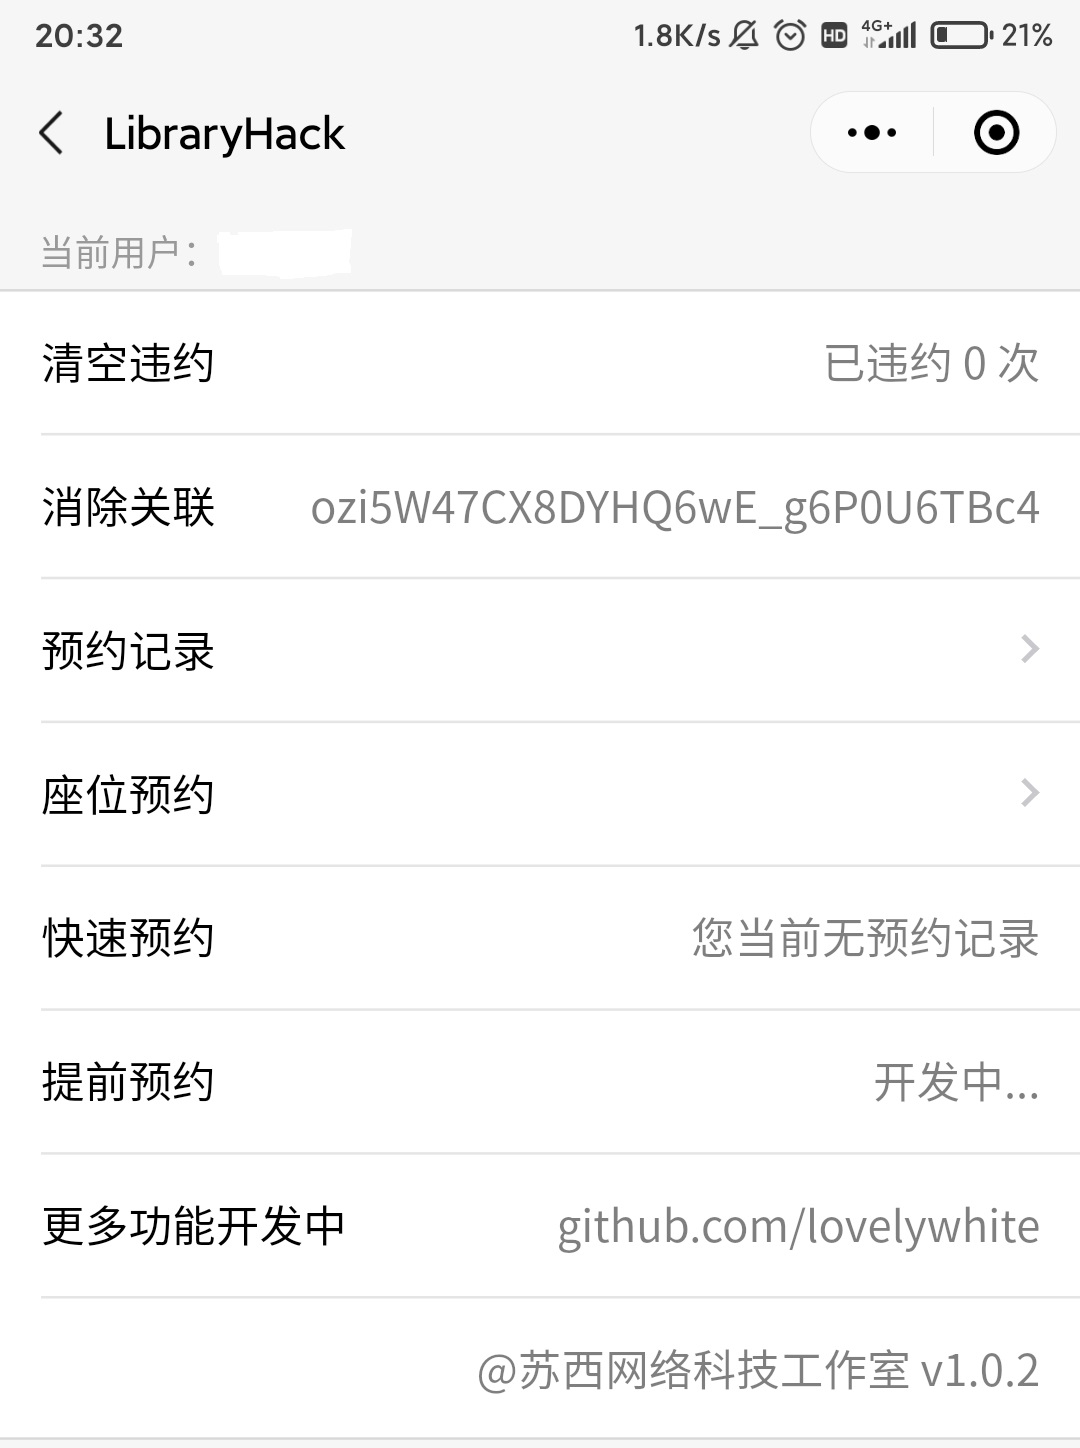 20:32 1.8K/s HD 4G+ 21%
LibraryHack
当前用户：
清空违约 已违约 0 次
消除关联 ozi5W47CX8DYHQ6wE_g6P0U6TBc4
预约记录
座位预约
快速预约 您当前无预约记录
提前预约 开发中...
更多功能开发中 github.com/lovelywhite
@苏西网络科技工作室 v1.0.2